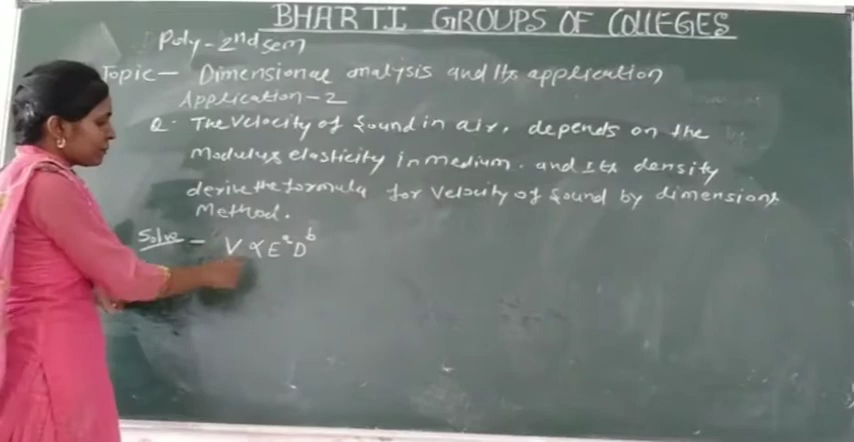 BHARTI GROUPS OF COLLEGES
Poly - 2nd sem
Topic - Dimensional analysis and Its application
Application - 2
Q. The velocity of Sound in air, depends on the
Modulus elasticity in medium. and Its density
derive the formula for velocity of Sound by dimensions
Method.
Solve - V ∝ E^a D^b